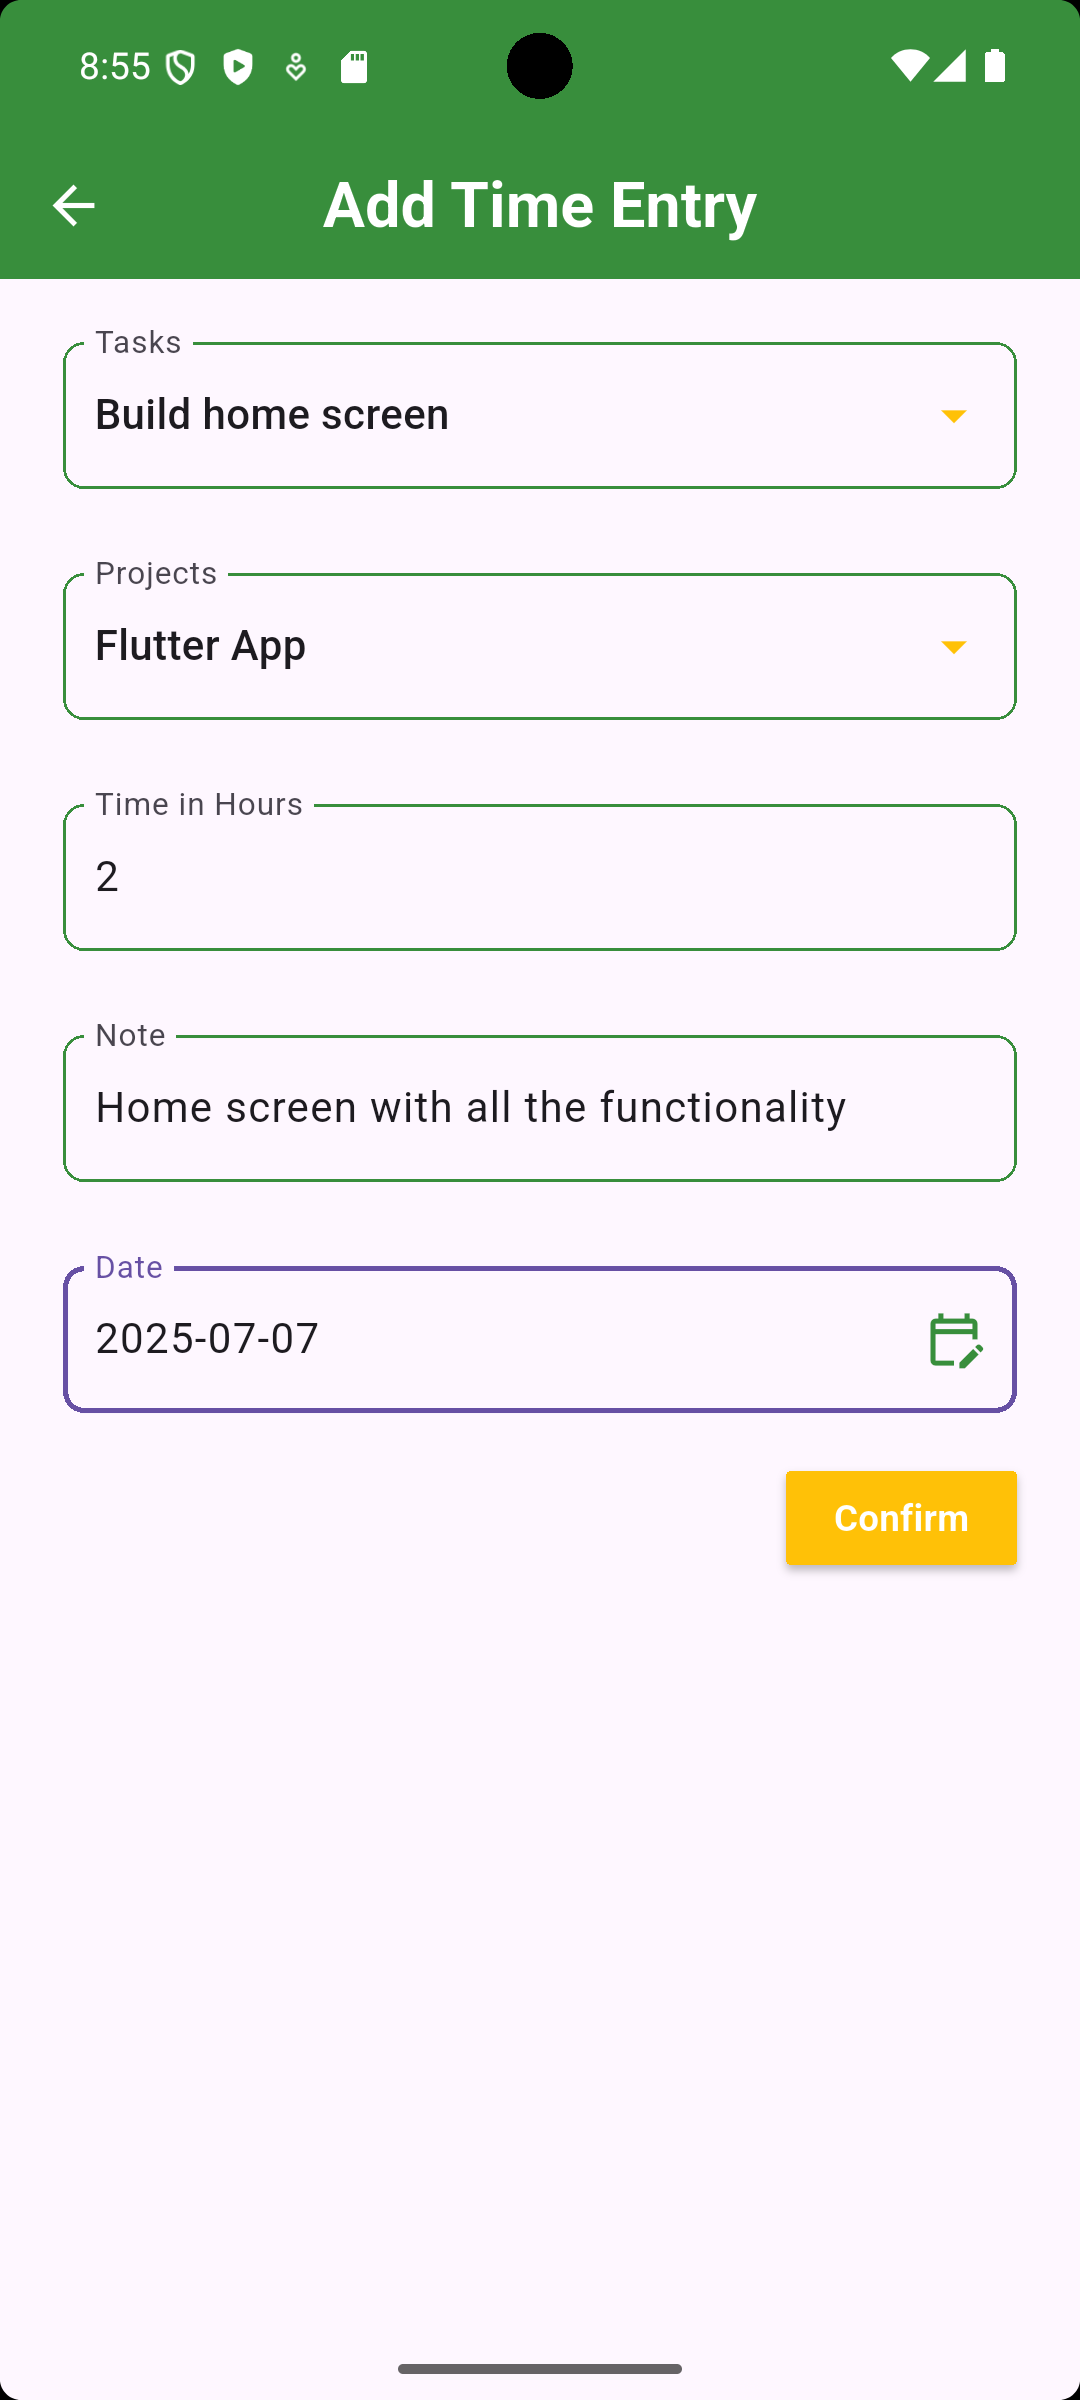 8:55
Add Time Entry
Tasks
Build home screen
Projects
Flutter App
Time in Hours
2
Note
Home screen with all the functionality
Date
2025-07-07
Confirm